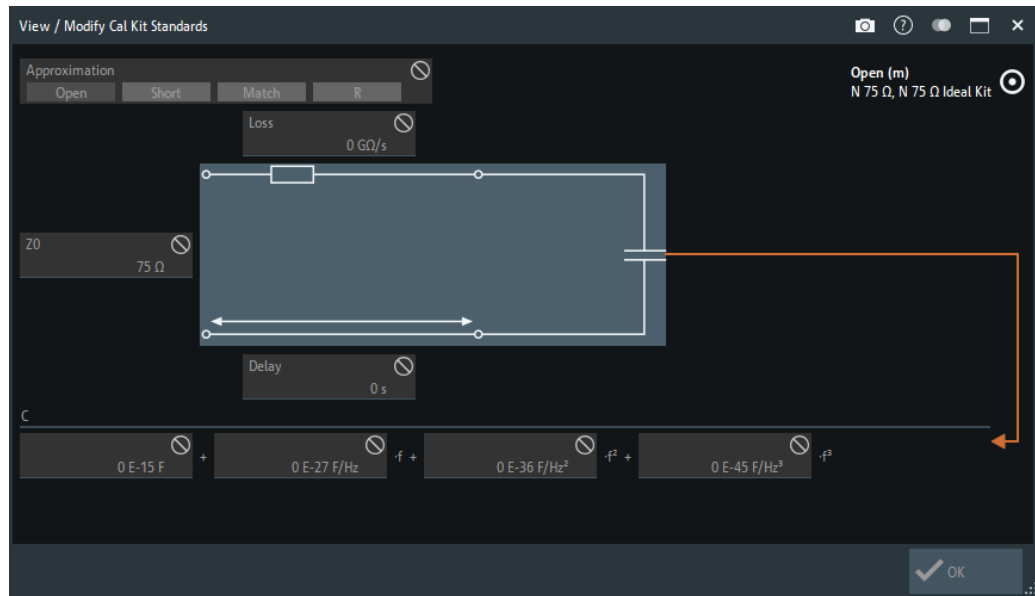 View / Modify Cal Kit Standards
Approximation
Open Short Match R
Open (m)
N 75 Ω, N 75 Ω Ideal Kit
Loss
0 GΩ/s
Z0
75 Ω
Delay
0 s
C
0 E-15 F + 0 E-27 F/Hz ·f + 0 E-36 F/Hz² ·f² + 0 E-45 F/Hz³ ·f³
OK